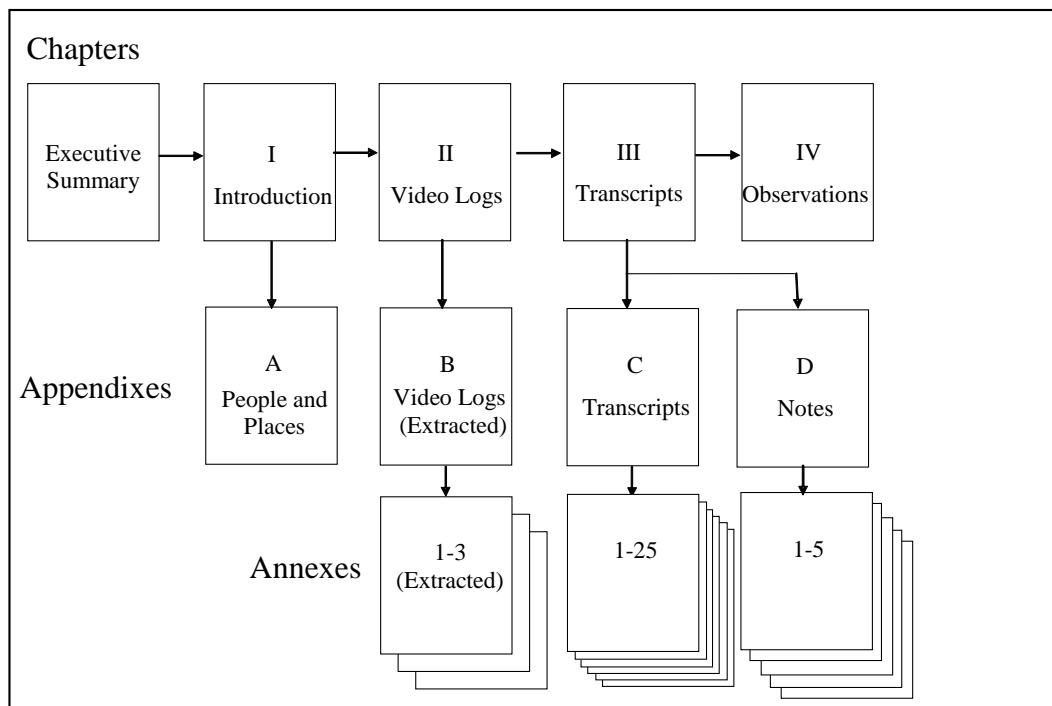 Chapters
Executive
Summary
I
Introduction
II
Video Logs
III
Transcripts
IV
Observations
Appendixes
A
People and
Places
B
Video Logs
(Extracted)
C
Transcripts
D
Notes
Annexes
1-3
(Extracted)
1-25
1-5